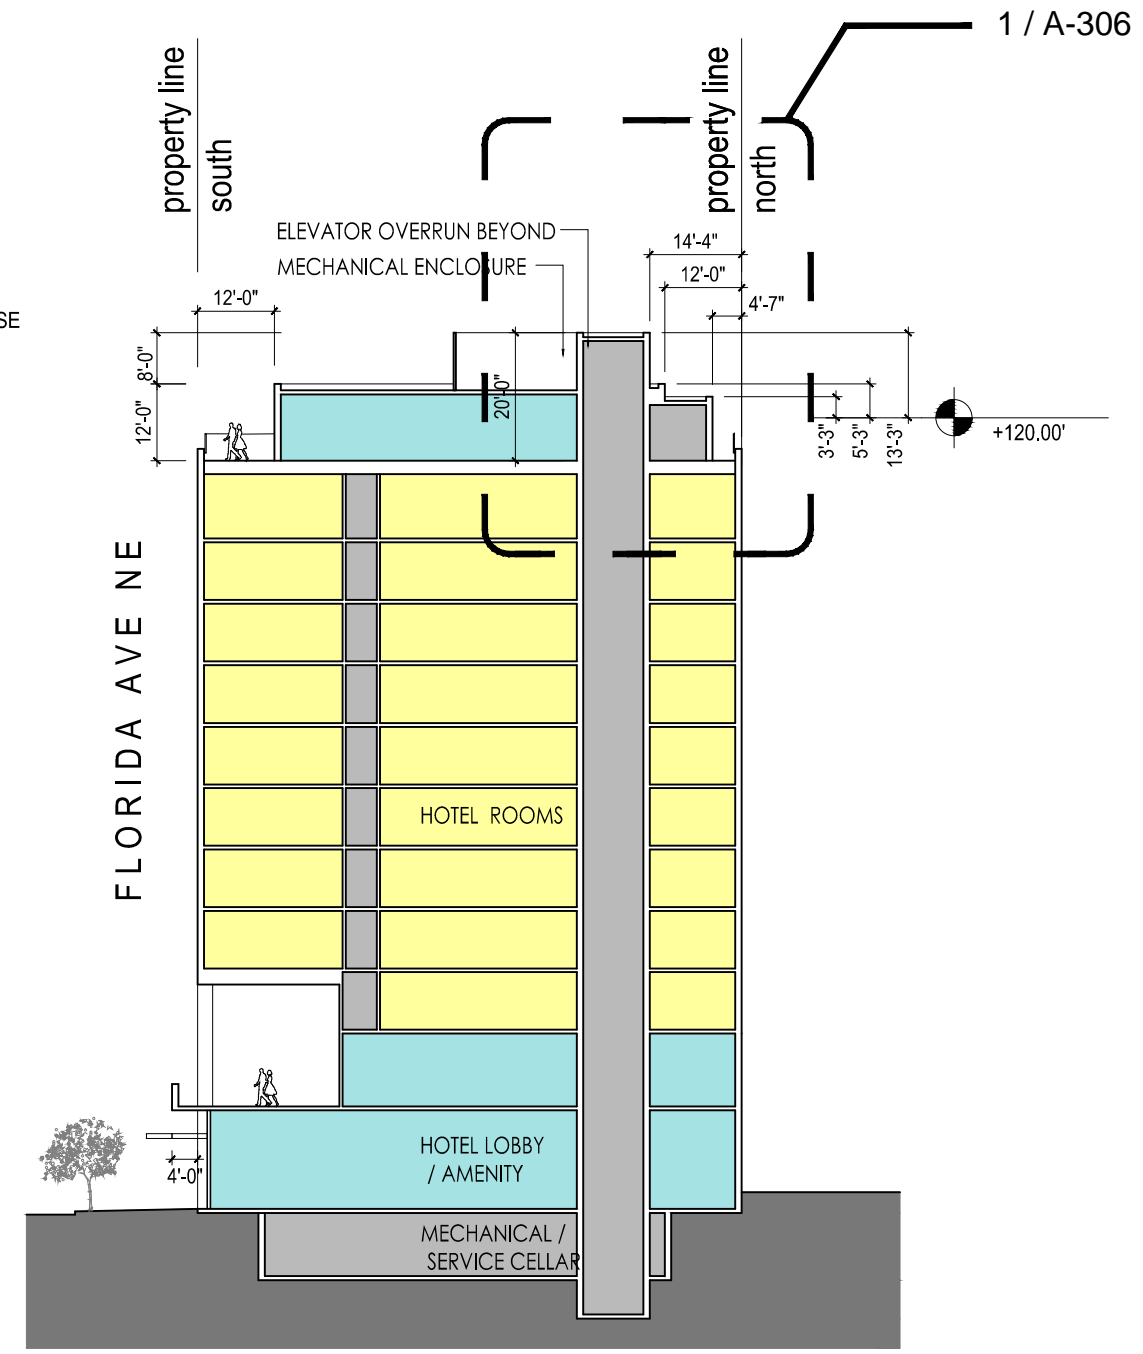 1 / A-306
property line
south
property line
north
ELEVATOR OVERRUN BEYOND
MECHANICAL ENCLOSURE
14'-4"
12'-0"
4'-7"
12'-0"
SE
8'-0"
12'-0"
20'-0"
3'-3"
5'-3"
13'-3"
+120.00'
FLORIDA AVE NE
HOTEL ROOMS
HOTEL LOBBY
/ AMENITY
4'-0"
MECHANICAL /
SERVICE CELLAR